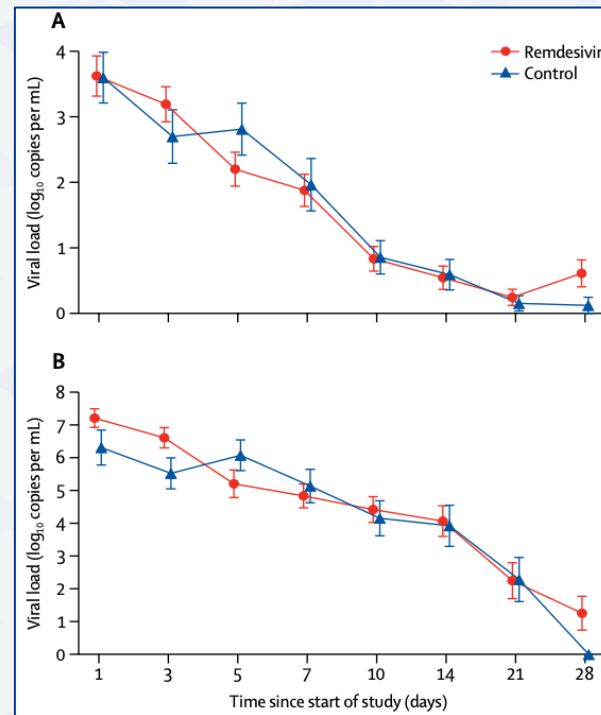 A
Remdesivir
Control
4
3
2
1
0
Viral load (log₁₀ copies per mL)
B
8
7
6
5
4
3
2
1
0
Viral load (log₁₀ copies per mL)
1 3 5 7 10 14 21 28
Time since start of study (days)